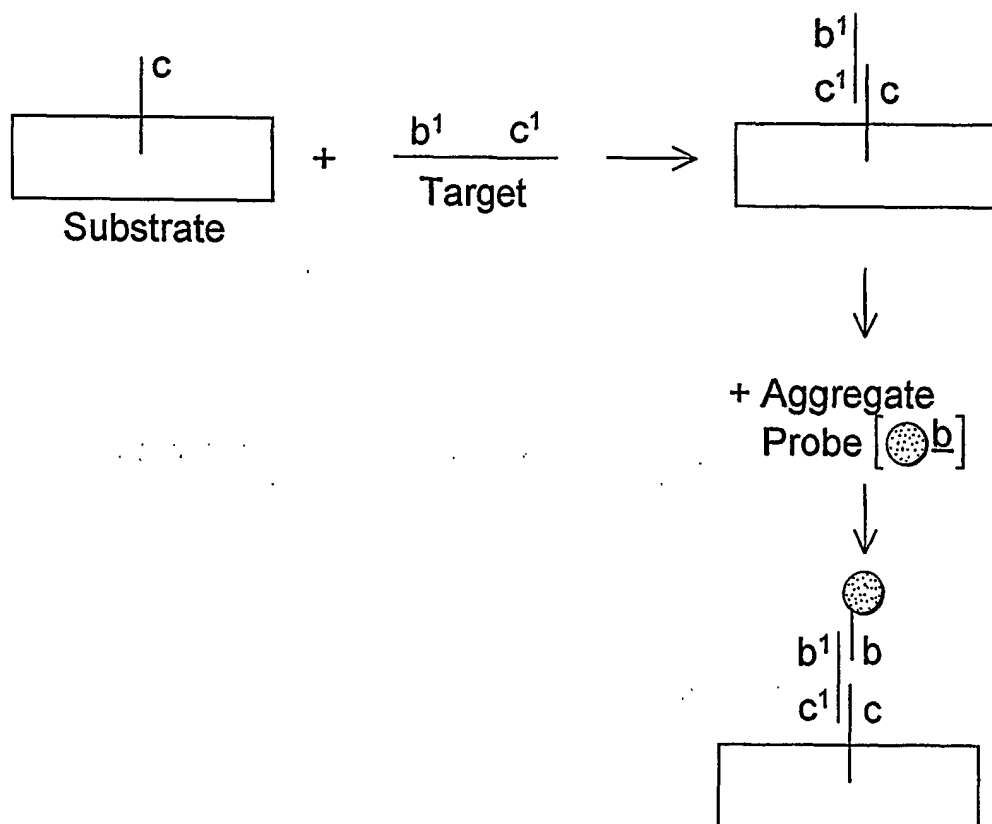 c
+
b¹ c¹
Target
Substrate
b¹
c¹ c
+ Aggregate
Probe [ b]
b¹ b
c¹ c